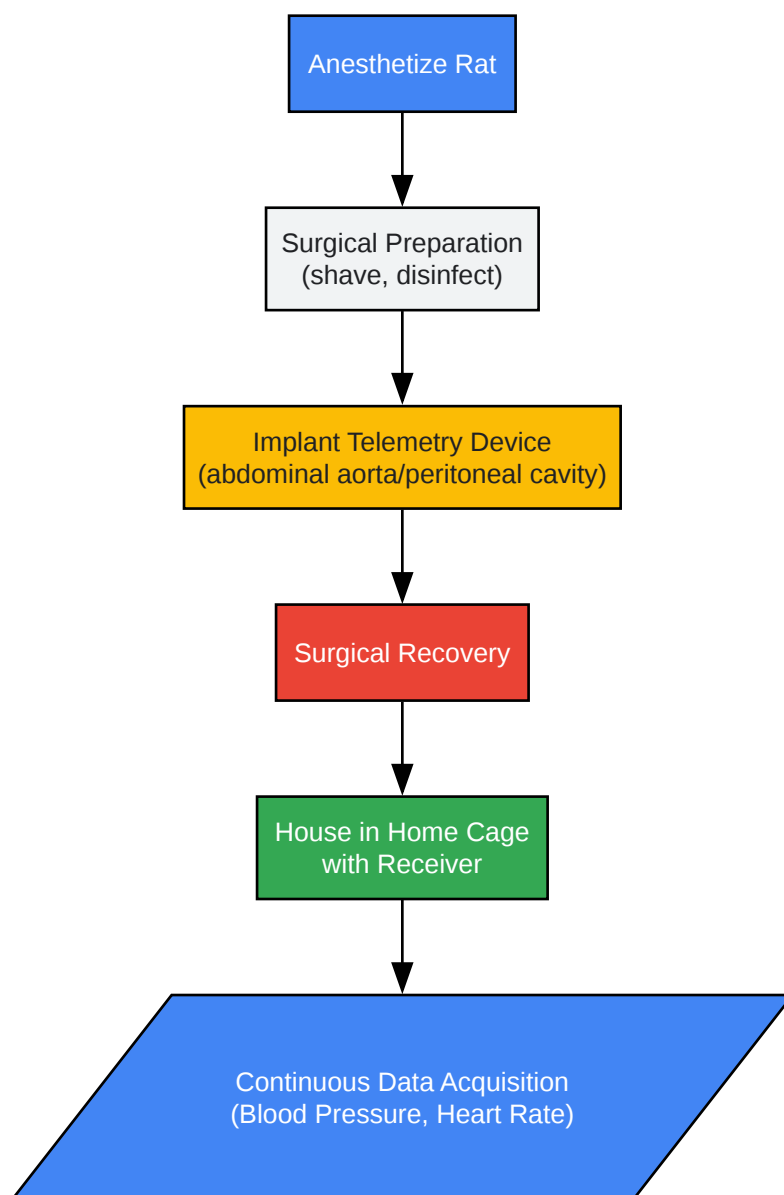 Anesthetize Rat
Surgical Preparation
(shave, disinfect)
Implant Telemetry Device
(abdominal aorta/peritoneal cavity)
Surgical Recovery
House in Home Cage
with Receiver
Continuous Data Acquisition
(Blood Pressure, Heart Rate)